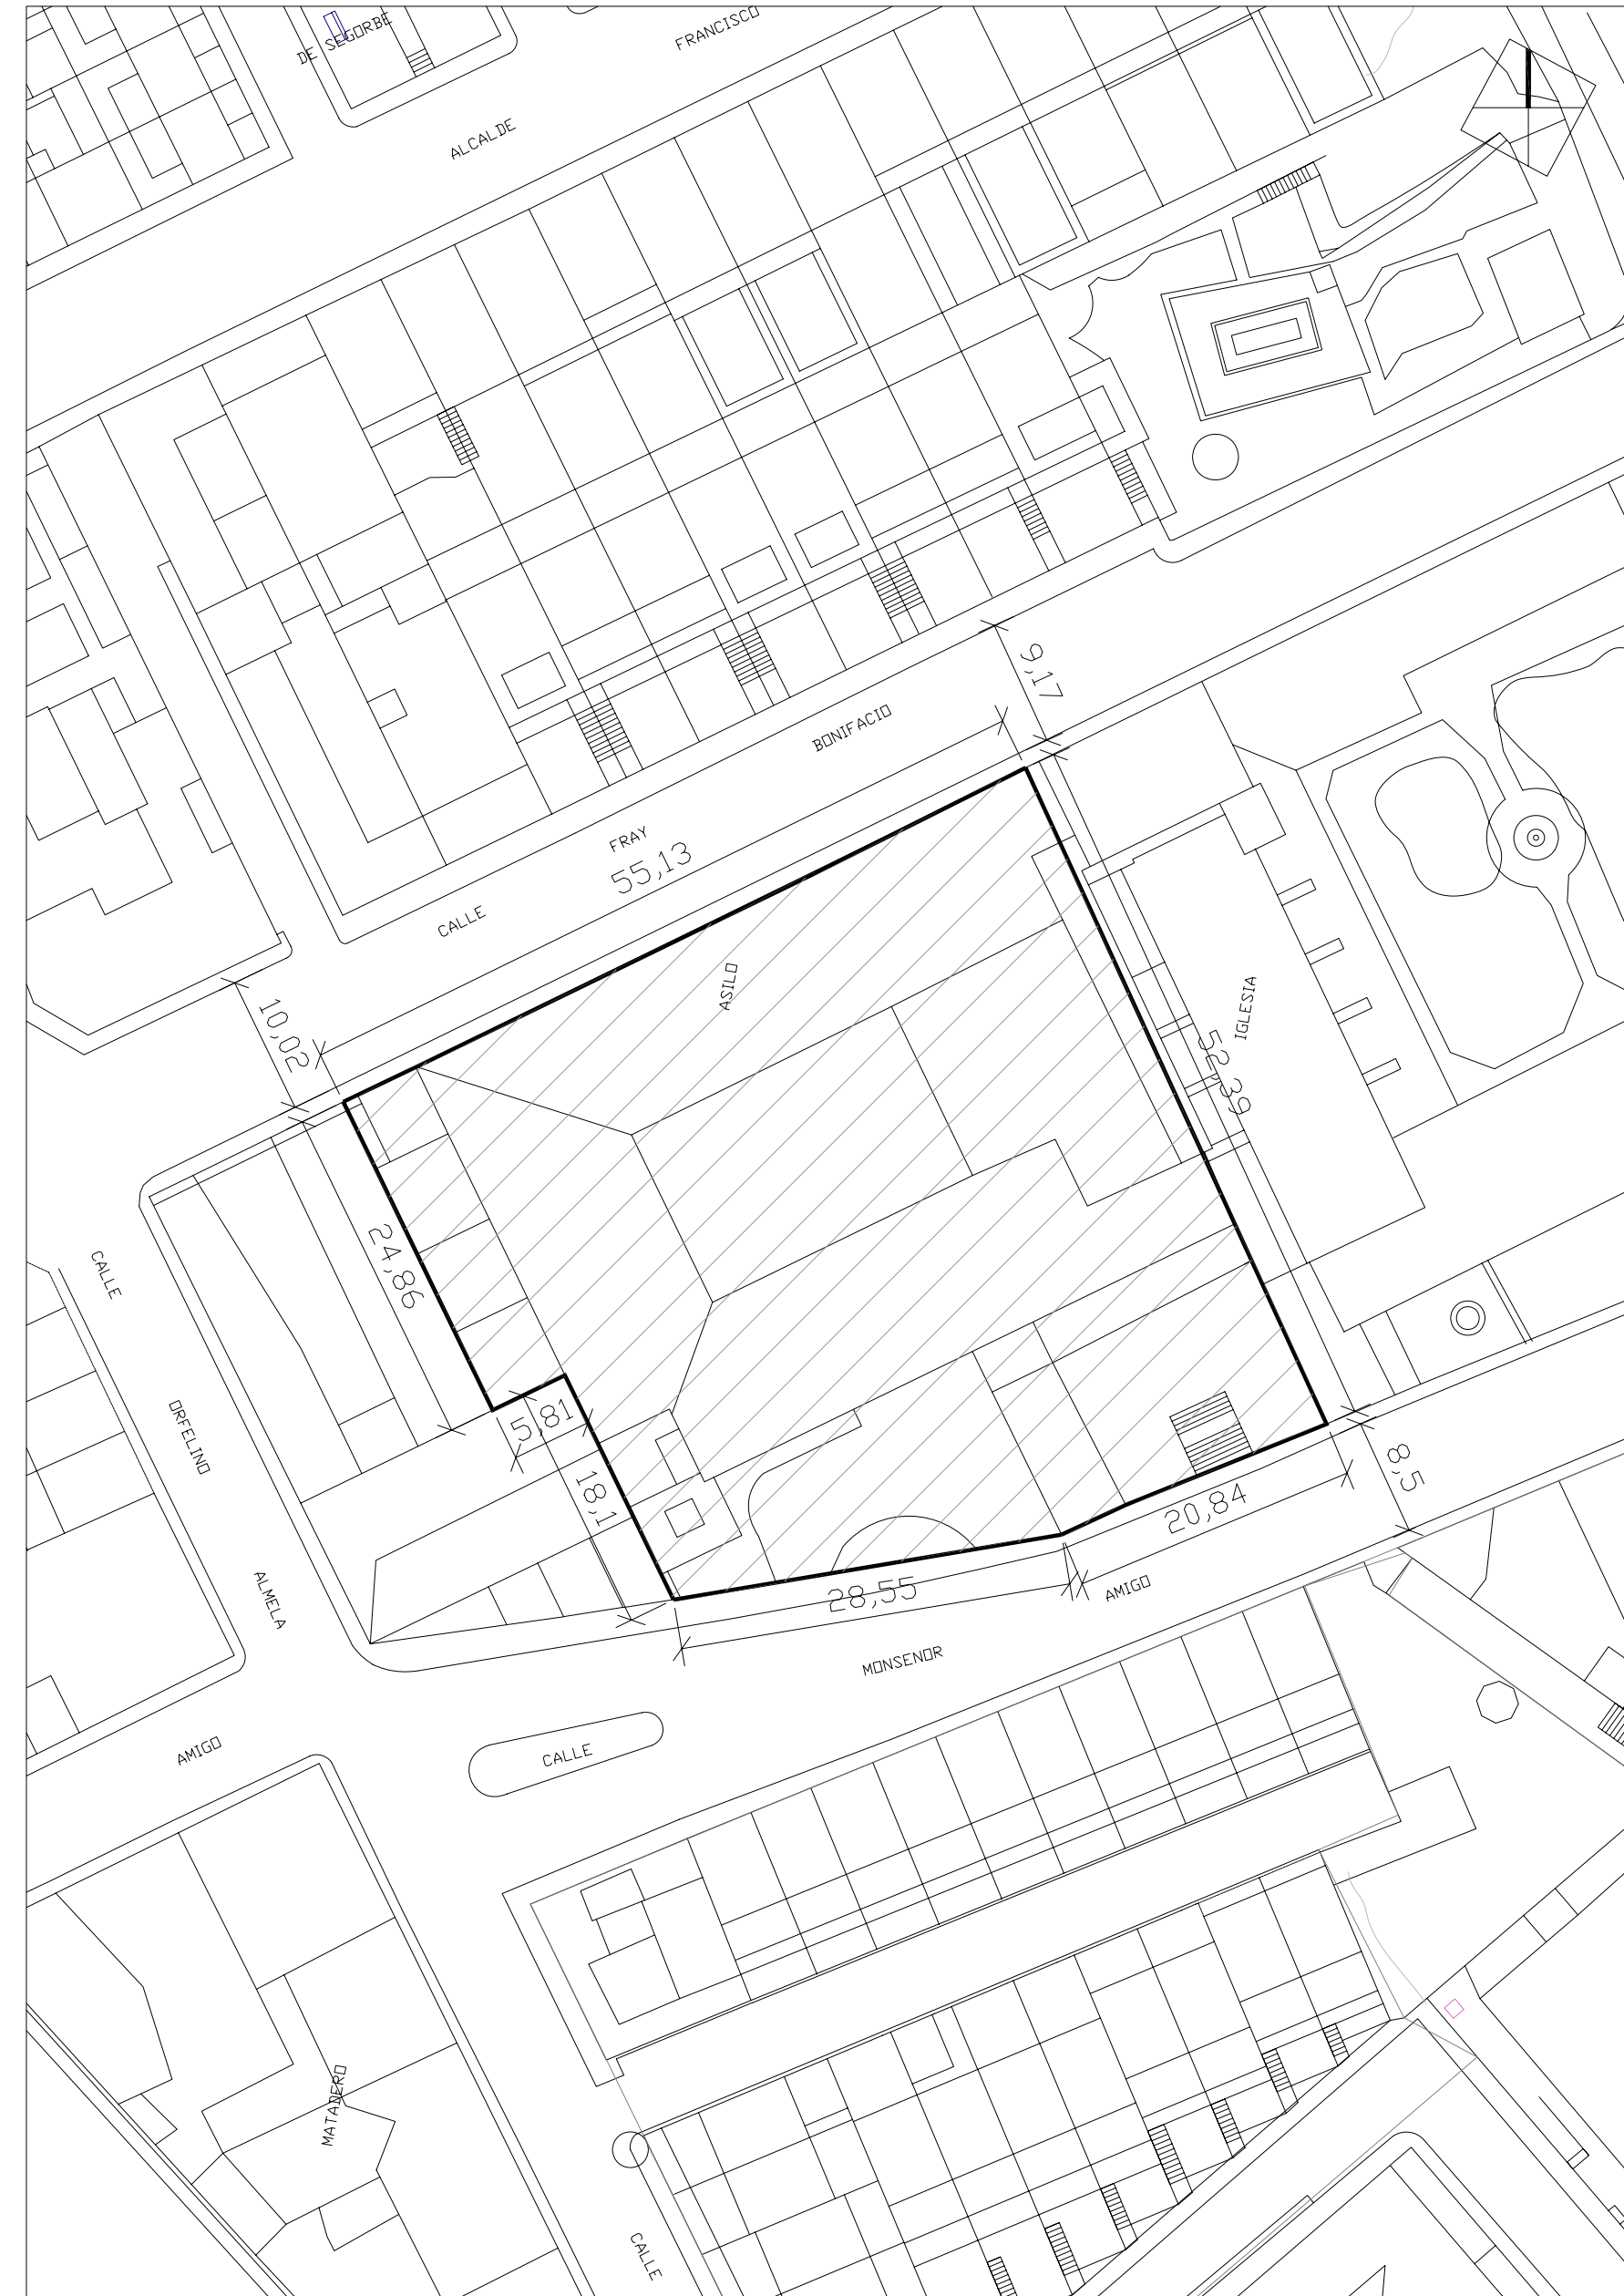 DE SEGORBE
FRANCISCO
ALCALDE
9,17
BONIFACIO
FRAY
55,13
CALLE
ASILO
IGLESIA
10,02
52,39
24,86
CALLE
5,81
ORFELINO
18,1
8,5
20,84
28,55
AMIGO
ALMELA
MONSENOR
AMIGO
CALLE
MATADERO
CALLE